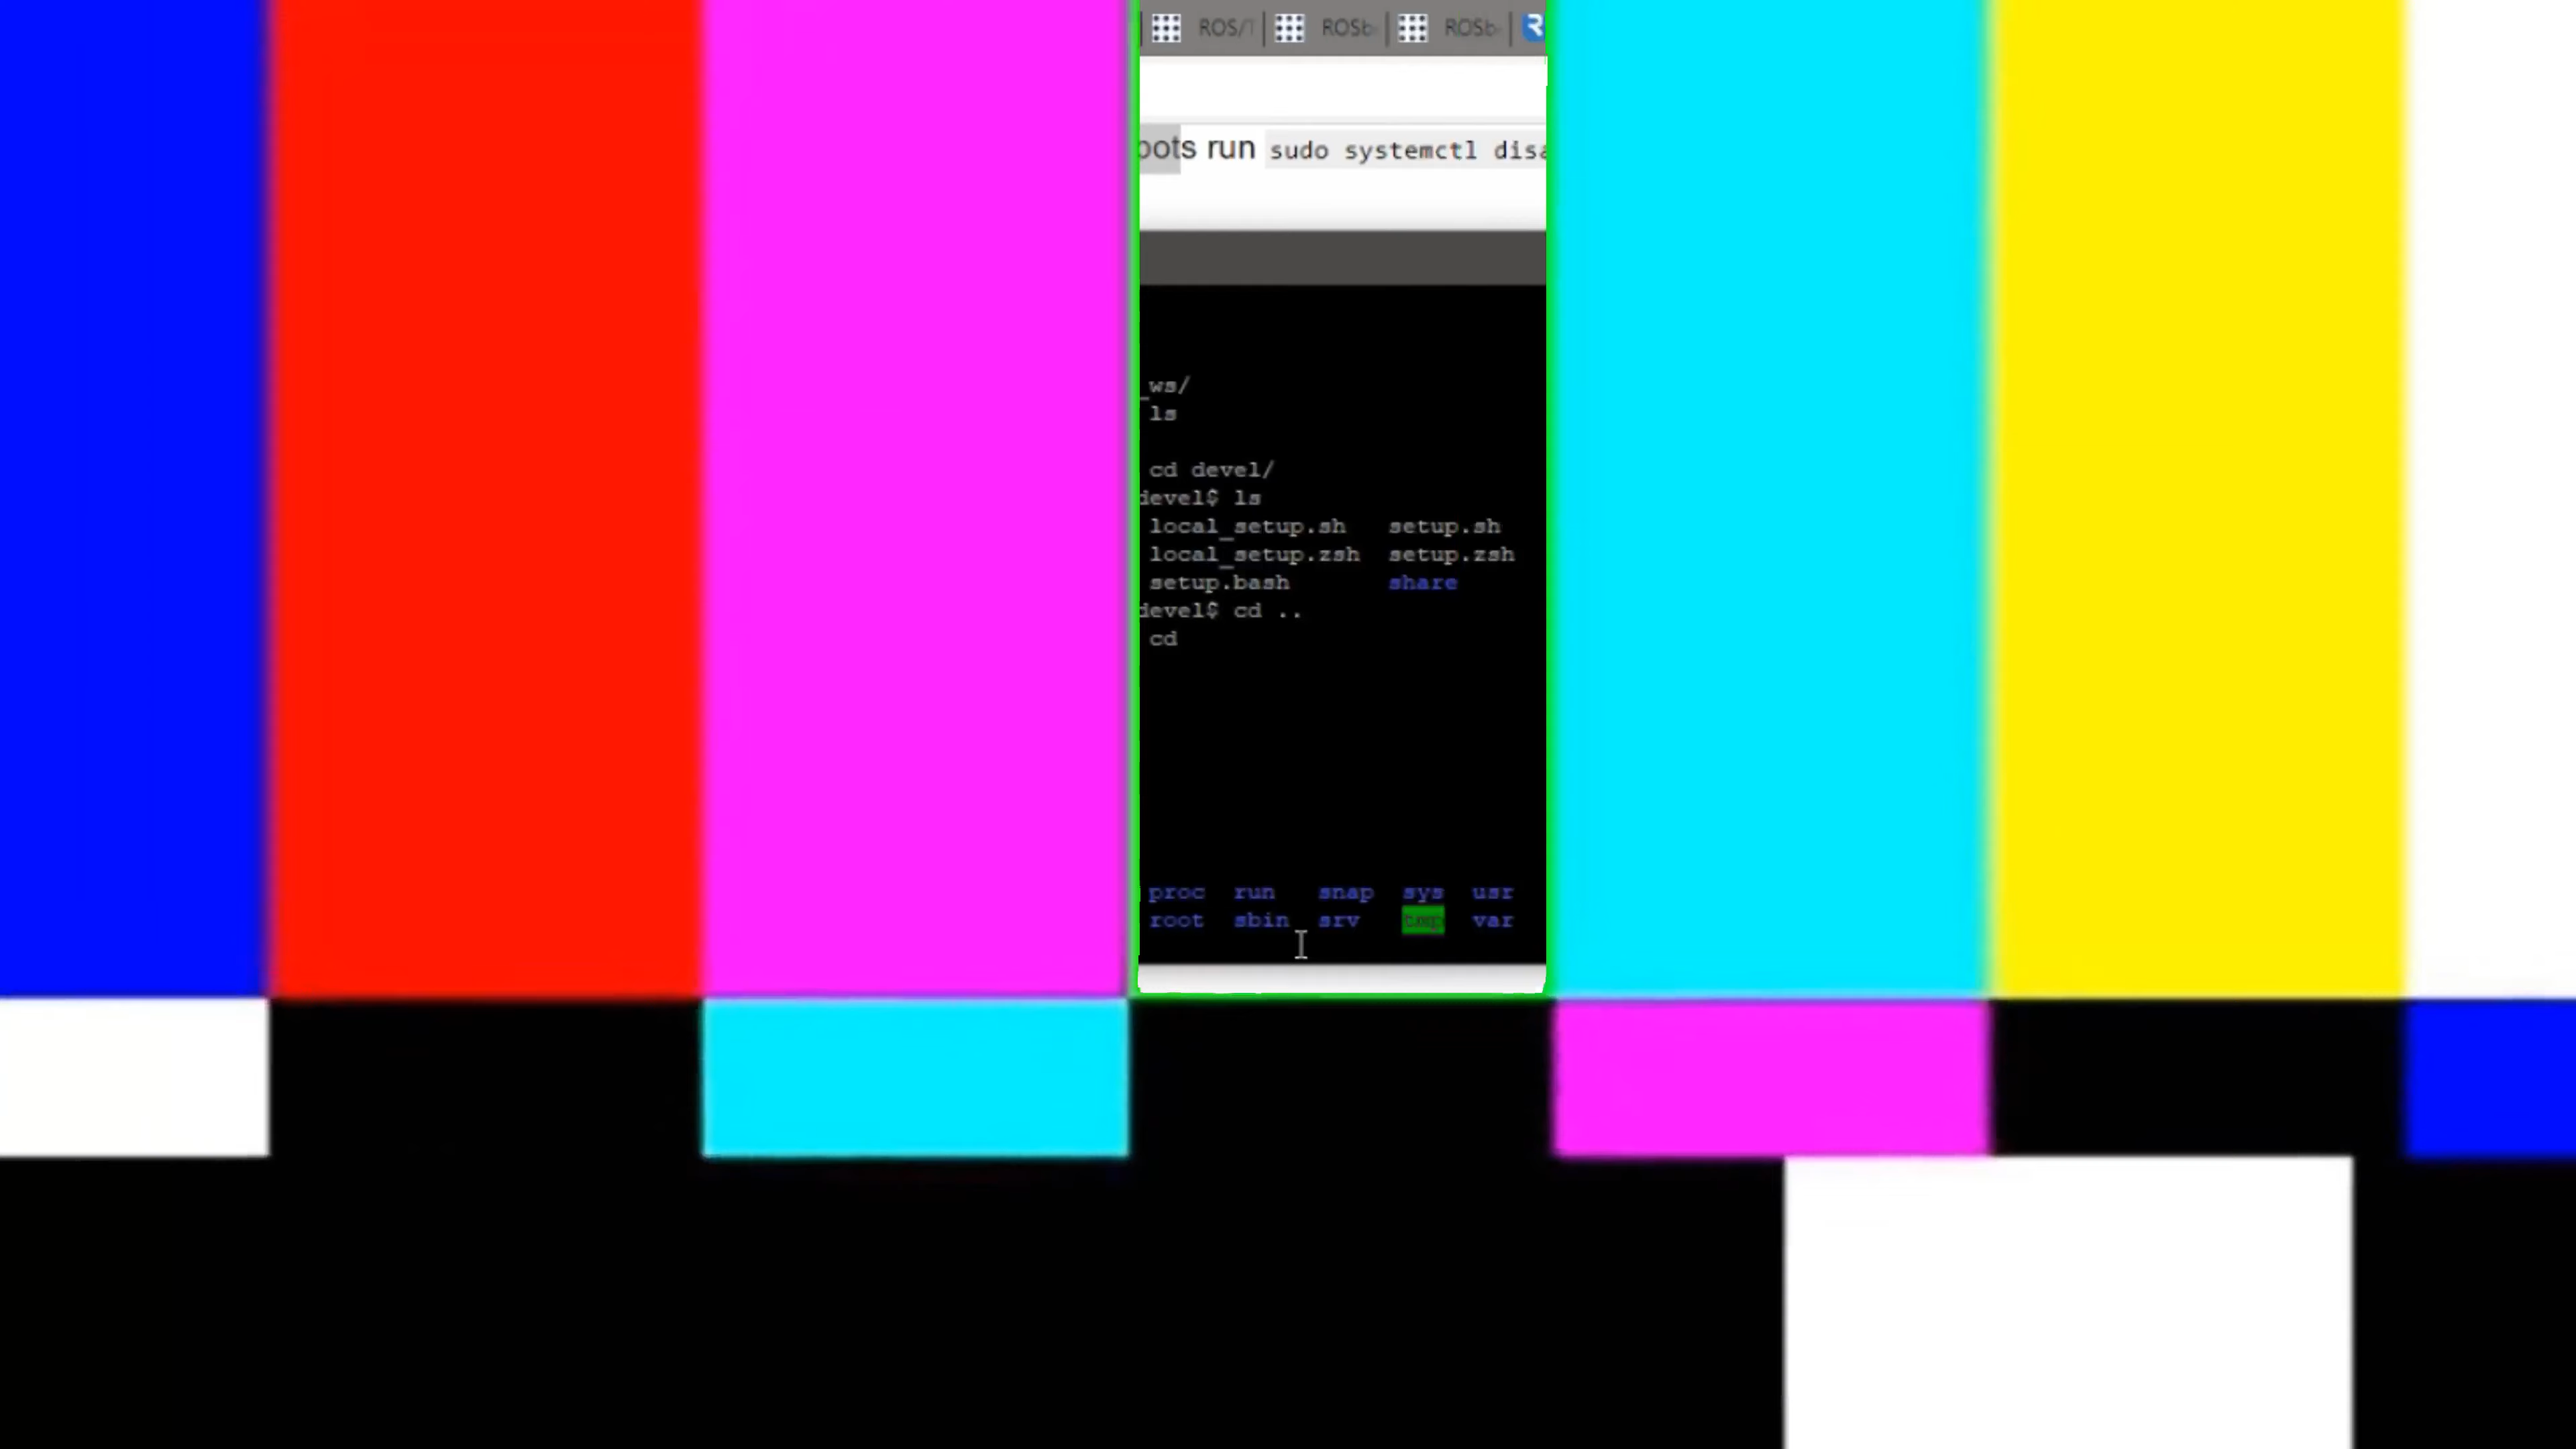 ROS/ ROSb ROSb
s run sudo systemctl disa
_ws/
ls
cd devel/
devel$ ls
local_setup.sh setup.sh
local_setup.zsh setup.zsh
setup.bash share
devel$ cd ..
cd
proc run snap sys usr
root sbin srv tmp var